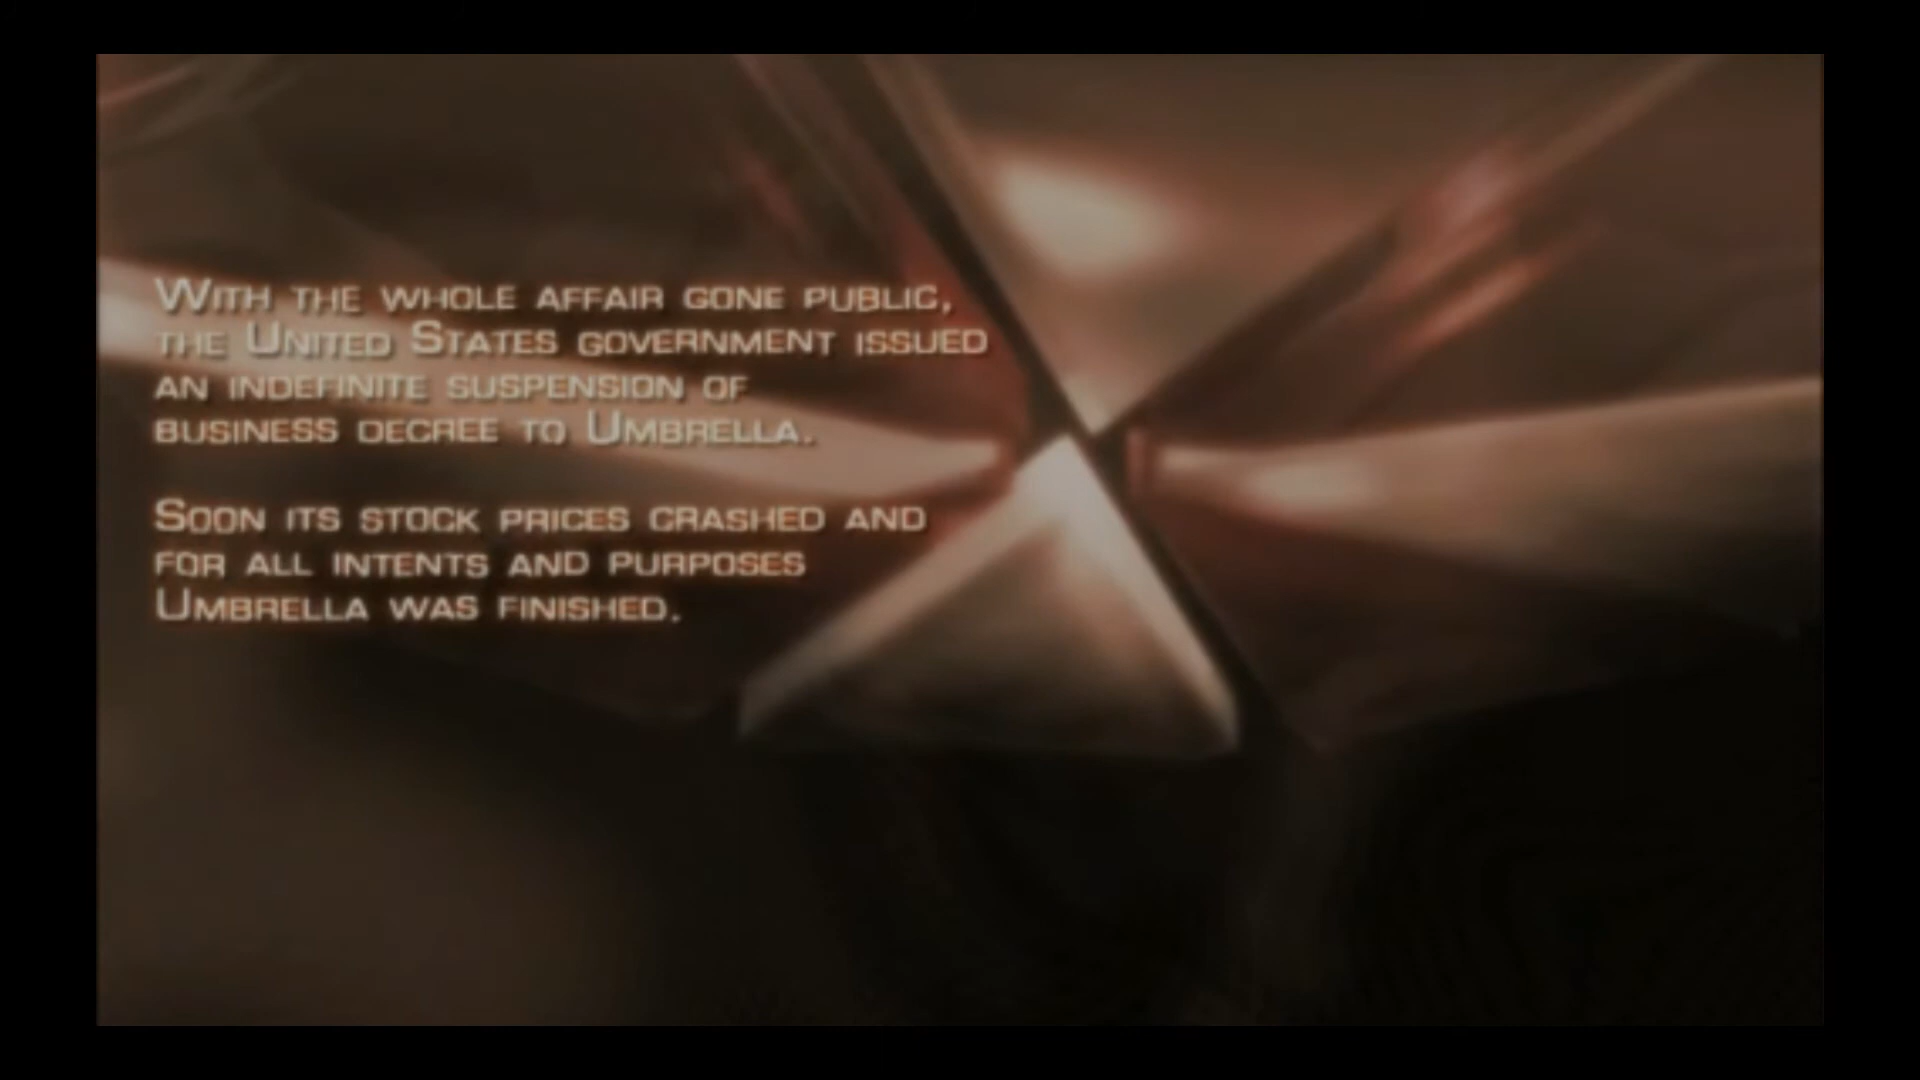 With the whole affair gone public,
the United States government issued
an indefinite suspension of
business decree to Umbrella.
Soon its stock prices crashed and
for all intents and purposes
Umbrella was finished.